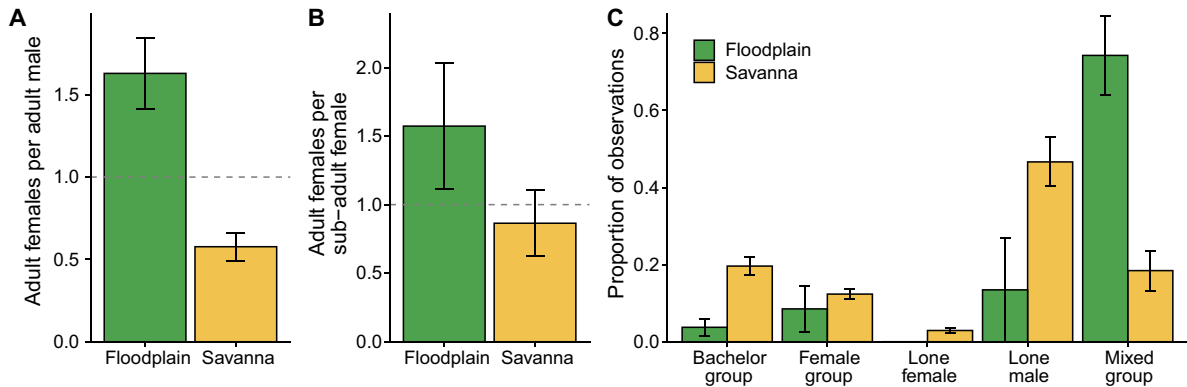 A
Adult females per adult male
1.5
1.0
0.5
0.0
Floodplain
Savanna
B
Adult females per
sub−adult female
2.0
1.5
1.0
0.5
0.0
Floodplain
Savanna
C
Proportion of observations
0.8
0.6
0.4
0.2
0.0
Floodplain
Savanna
Bachelor
group
Female
group
Lone
female
Lone
male
Mixed
group